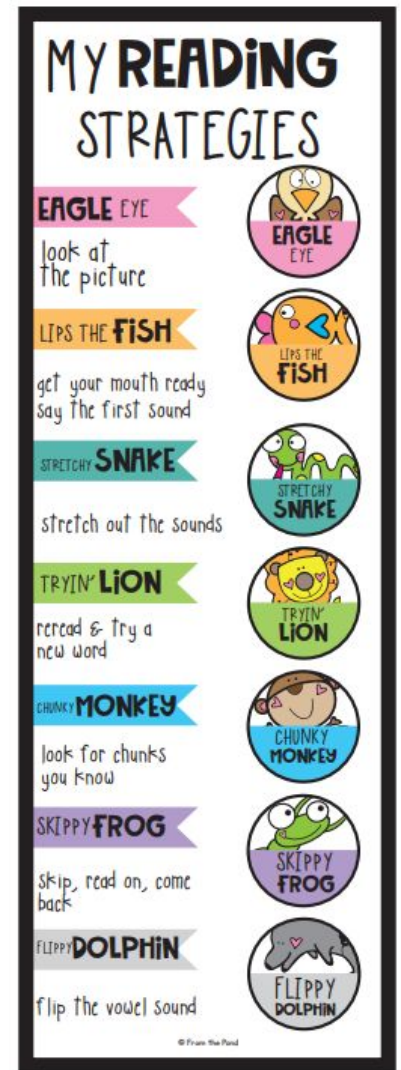 MY READING
STRATEGIES
EAGLE EYE
look at
the picture
EAGLE
EYE
LIPS THE FISH
get your mouth ready
say the first sound
LIPS THE
FISH
STRETCHY SNAKE
stretch out the sounds
STRETCHY
SNAKE
TRYIN' LION
reread & try a
new word
TRYIN'
LION
CHUNKY MONKEY
look for chunks
you know
CHUNKY
MONKEY
SKIPPY FROG
skip, read on, come
back
SKIPPY
FROG
FLIPPY DOLPHIN
flip the vowel sound
FLIPPY
DOLPHIN
© From the Pond